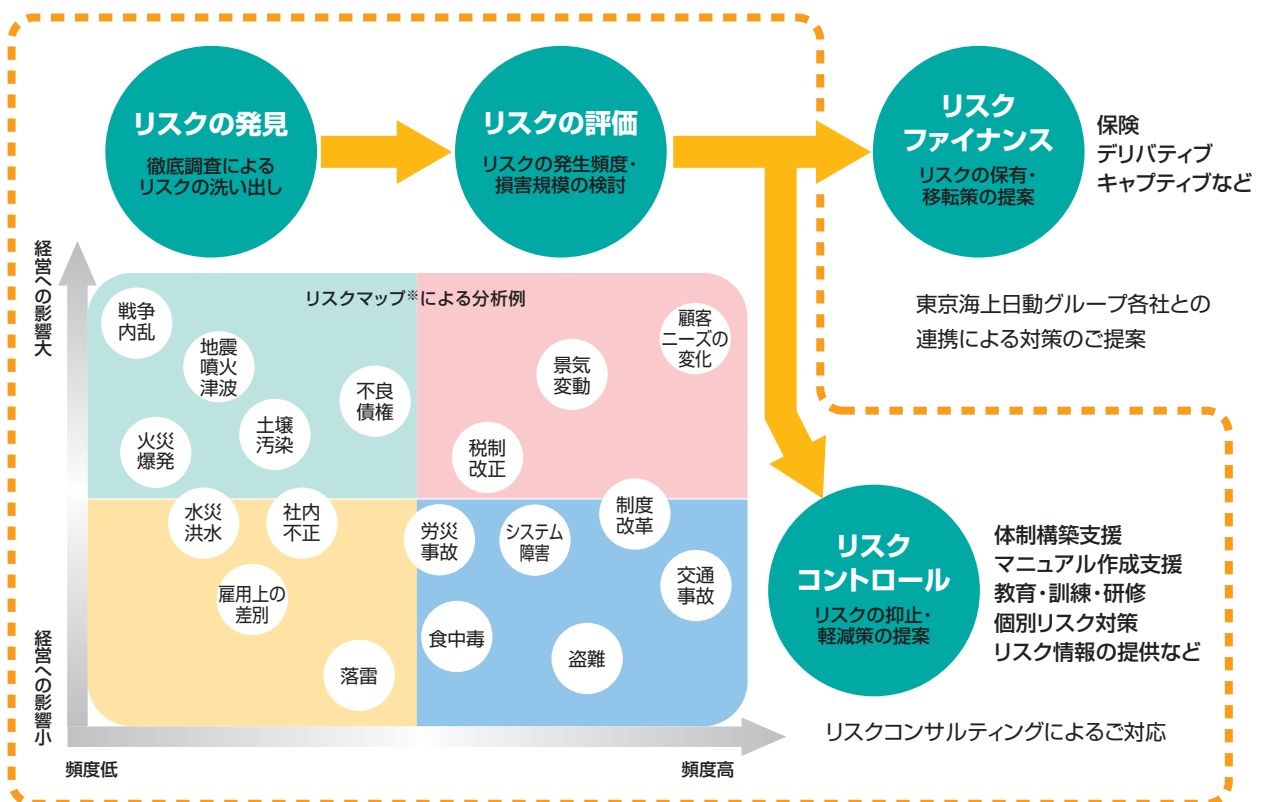 リスクの発見
徹底調査による
リスクの洗い出し
リスクの評価
リスクの発生頻度・
損害規模の検討
リスク
ファイナンス
リスクの保有・
移転策の提案
保険
デリバティブ
キャプティブなど
東京海上日動グループ各社との
連携による対策のご提案
経営への影響大
リスクマップ※による分析例
戦争
内乱
地震
噴火
津波
不良
債権
土壌
汚染
火災
爆発
景気
変動
顧客
ニーズの
変化
税制
改正
水災
洪水
社内
不正
雇用上の
差別
落雷
労災
事故
システム
障害
制度
改革
交通
事故
食中毒
盗難
経営への影響小
頻度低
頻度高
リスク
コントロール
リスクの抑止・
軽減策の提案
体制構築支援
マニュアル作成支援
教育・訓練・研修
個別リスク対策
リスク情報の提供など
リスクコンサルティングによるご対応